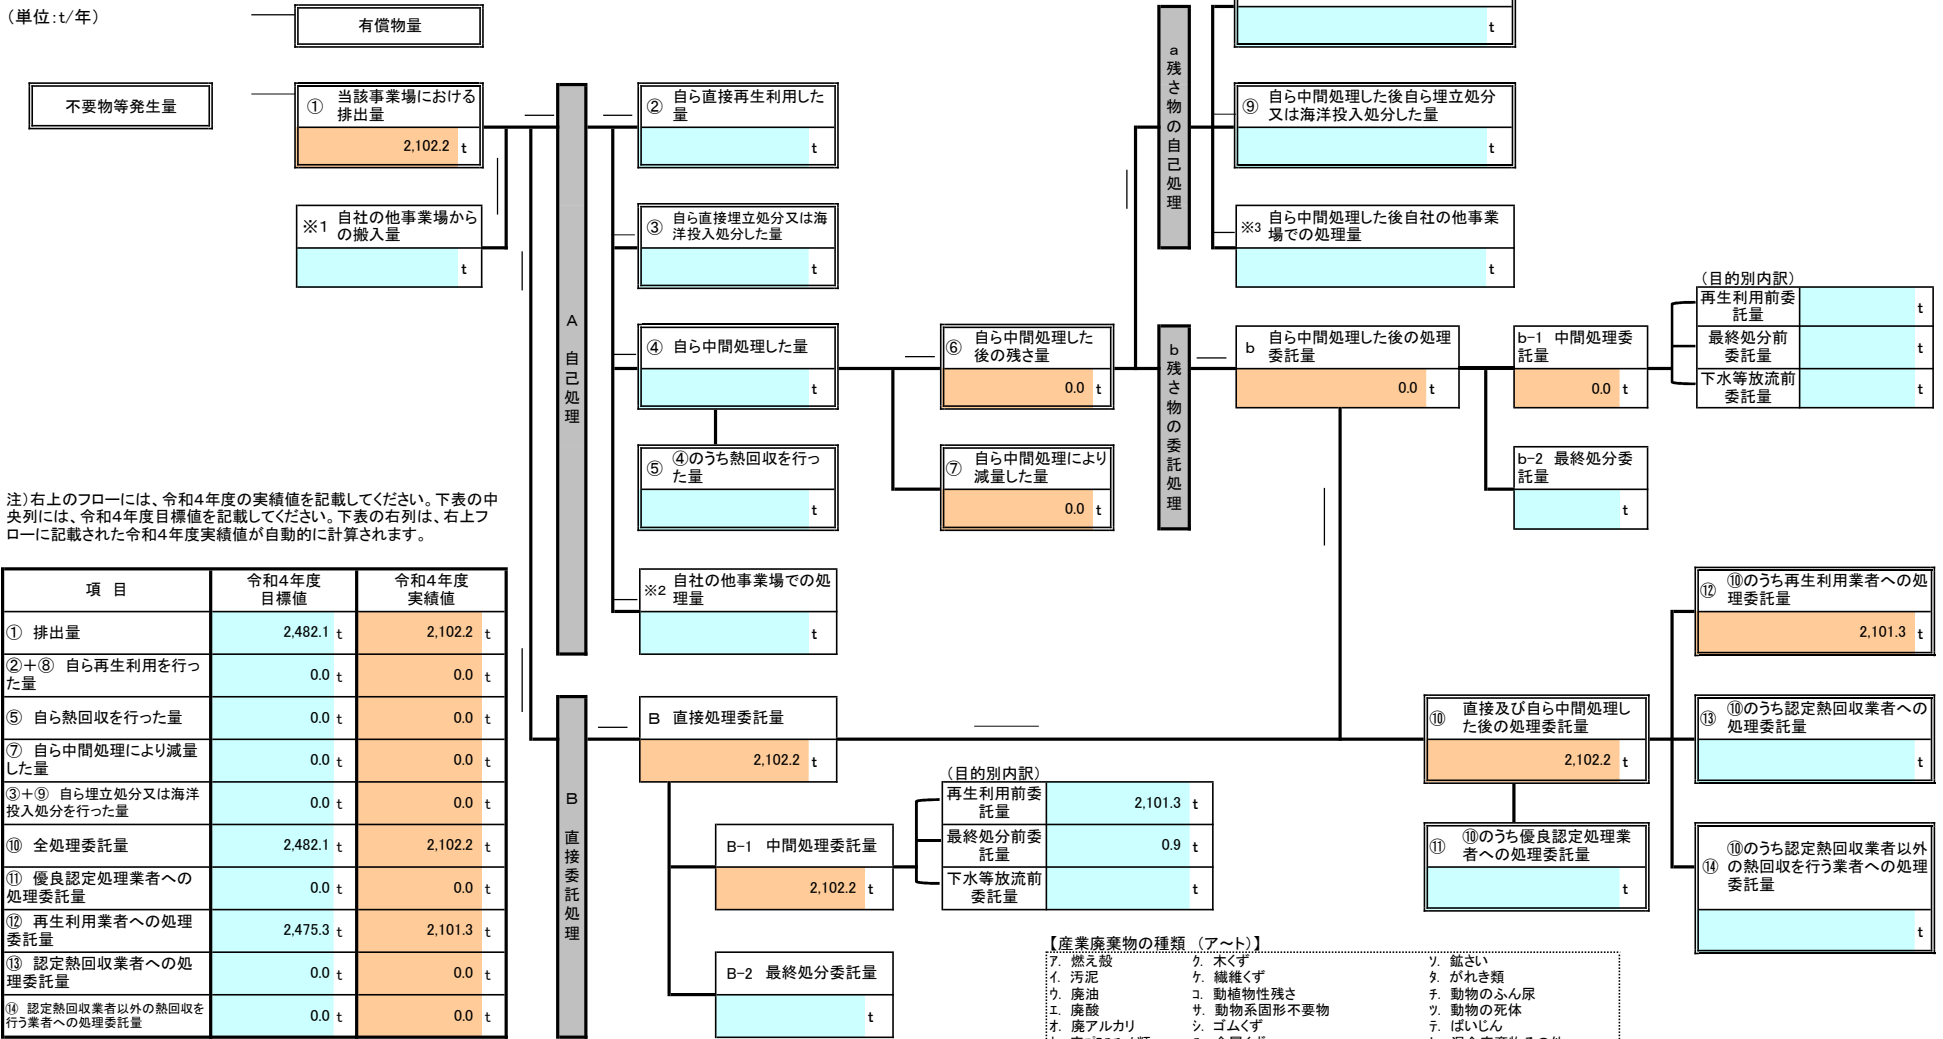 (単位:t/年)
有償物量
不要物等発生量
① 当該事業場における
排出量
2,102.2 t
※1 自社の他事業場から
の搬入量
t
A 自己処理
② 自ら直接再生利用した
量
t
③ 自ら直接埋立処分又は海
洋投入処分した量
t
④ 自ら中間処理した量
t
⑤ ④のうち熱回収を行っ
た量
t
※2 自社の他事業場での処
理量
t
⑥ 自ら中間処理した
後の残さ量
0.0 t
⑦ 自ら中間処理により
減量した量
0.0 t
a残さ物の自己処理
t
⑨ 自ら中間処理した後自ら埋立処分
又は海洋投入処分した量
t
※3 自ら中間処理した後自社の他事業
場での処理量
t
b残さ物の委託処理
b 自ら中間処理した後の処理
委託量
0.0 t
b-1 中間処理委
託量
0.0 t
(目的別内訳)
再生利用前委
託量
t
最終処分前
委託量
t
下水等放流前
委託量
t
b-2 最終処分委
託量
t
注)右上のフローには、令和4年度の実績値を記載してください。下表の中
央列には、令和4年度目標値を記載してください。下表の右列は、右上フ
ローに記載された令和4年度実績値が自動的に計算されます。
項 目
令和4年度
目標値
令和4年度
実績値
① 排出量
2,482.1 t
2,102.2 t
②+⑧ 自ら再生利用を行っ
た量
0.0 t
0.0 t
⑤ 自ら熱回収を行った量
0.0 t
0.0 t
⑦ 自ら中間処理により減量
した量
0.0 t
0.0 t
③+⑨ 自ら埋立処分又は海洋
投入処分を行った量
0.0 t
0.0 t
⑩ 全処理委託量
2,482.1 t
2,102.2 t
⑪ 優良認定処理業者への
処理委託量
0.0 t
0.0 t
⑫ 再生利用業者への処理
委託量
2,475.3 t
2,101.3 t
⑬ 認定熱回収業者への処
理委託量
0.0 t
0.0 t
⑭ 認定熱回収業者以外の熱回収を
行う業者への処理委託量
0.0 t
0.0 t
B 直接委託処理
B 直接処理委託量
2,102.2 t
B-1 中間処理委託量
2,102.2 t
(目的別内訳)
再生利用前委
託量
2,101.3 t
最終処分前委
託量
0.9 t
下水等放流前
委託量
t
B-2 最終処分委託量
t
⑩ 直接及び自ら中間処理し
た後の処理委託量
2,102.2 t
⑪ ⑩のうち優良認定処理業
者への処理委託量
t
⑫ ⑩のうち再生利用業者への処
理委託量
2,101.3 t
⑬ ⑩のうち認定熱回収業者への
処理委託量
t
⑭ ⑩のうち認定熱回収業者以外
の熱回収を行う業者への処理
委託量
t
【産業廃棄物の種類 (ア~ト)】
ア. 燃え殻 ク. 木くず ソ. 鉱さい
イ. 汚泥 ケ. 繊維くず タ. がれき類
ウ. 廃油 コ. 動植物性残さ チ. 動物のふん尿
エ. 廃酸 サ. 動物系固形不要物 ツ. 動物の死体
オ. 廃アルカリ シ. ゴムくず テ. ばいじん